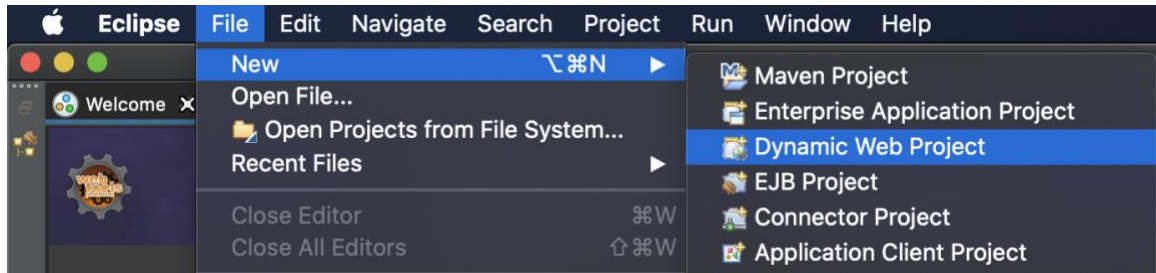 Eclipse File Edit Navigate Search Project Run Window Help
New ⌥⌘N ▶
Welcome
Open File...
Open Projects from File System...
Recent Files ▶
Close Editor ⌘W
Close All Editors ⇧⌘W
Maven Project
Enterprise Application Project
Dynamic Web Project
EJB Project
Connector Project
Application Client Project
web
tools